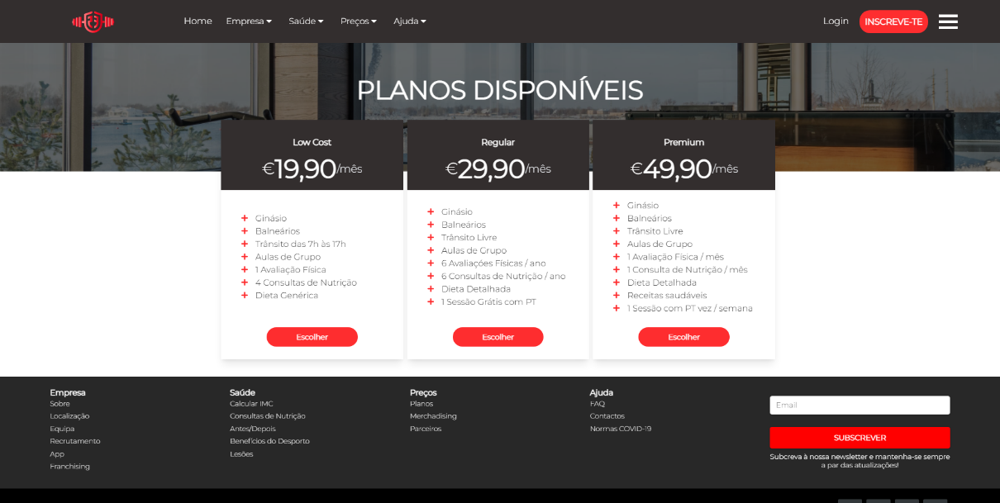 Home
Empresa
Saúde
Preços
Ajuda
Login
INSCREVE-TE
PLANOS DISPONÍVEIS
Low Cost
€19,90/mês
Ginásio
Balneários
Trânsito das 7h às 17h
Aulas de Grupo
1 Avaliação Física
4 Consultas de Nutrição
Dieta Genérica
Escolher
Regular
€29,90/mês
Ginásio
Balneários
Trânsito Livre
Aulas de Grupo
6 Avaliações Físicas / ano
6 Consultas de Nutrição / ano
Dieta Detalhada
1 Sessão Grátis com PT
Escolher
Premium
€49,90/mês
Ginásio
Balneários
Trânsito Livre
Aulas de Grupo
1 Avaliação Física / mês
1 Consulta de Nutrição / mês
Dieta Detalhada
Receitas saudáveis
1 Sessão com PT vez / semana
Escolher
Empresa
Sobre
Localização
Equipa
Recrutamento
App
Franchising
Saúde
Calcular IMC
Consultas de Nutrição
Antes/Depois
Benefícios do Desporto
Lesões
Preços
Planos
Merchadising
Parceiros
Ajuda
FAQ
Contactos
Normas COVID-19
Email
SUBSCREVER
Subcreva à nossa newsletter e mantenha-se sempre
a par das atualizações!